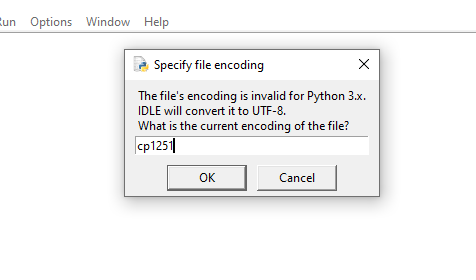 Run Options Window Help
Specify file encoding
The file's encoding is invalid for Python 3.x.
IDLE will convert it to UTF-8.
What is the current encoding of the file?
cp1251
OK Cancel